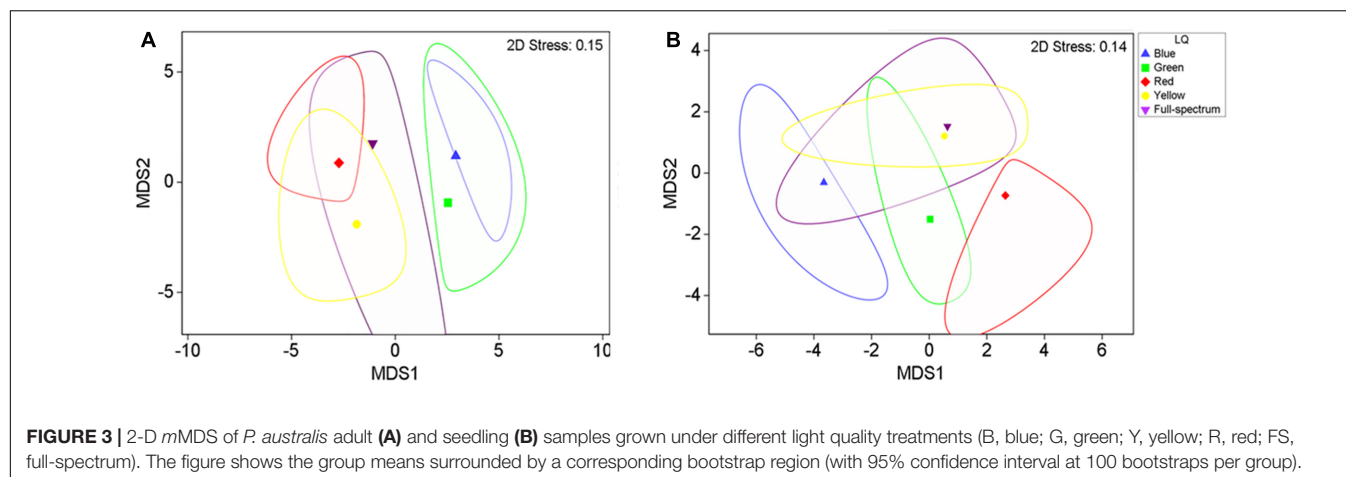 A
2D Stress: 0.15
5
0
-5
-10
-5
0
5
10
MDS2
MDS1
B
2D Stress: 0.14
4
2
0
-2
-4
-6
-4
-2
0
2
4
6
MDS2
MDS1
LQ
Blue
Green
Red
Yellow
Full-spectrum
FIGURE 3 | 2-D mMDS of P. australis adult (A) and seedling (B) samples grown under different light quality treatments (B, blue; G, green; Y, yellow; R, red; FS,
full-spectrum). The figure shows the group means surrounded by a corresponding bootstrap region (with 95% confidence interval at 100 bootstraps per group).